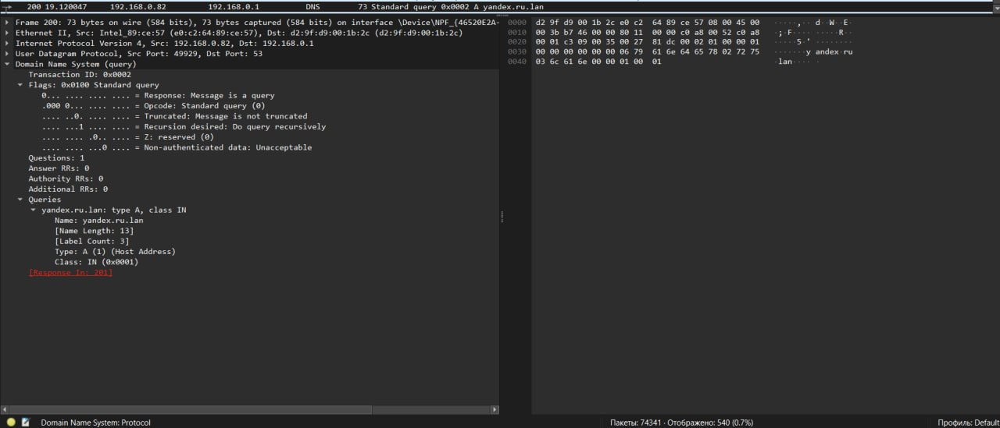 200 19.120047 192.168.0.82 192.168.0.1 DNS 73 Standard query 0x0002 A yandex.ru.lan
Frame 200: 73 bytes on wire (584 bits), 73 bytes captured (584 bits) on interface \Device\NPF_{46520E2A-
Ethernet II, Src: Intel_89:ce:57 (e0:c2:64:89:ce:57), Dst: d2:9f:d9:00:1b:2c (d2:9f:d9:00:1b:2c)
Internet Protocol Version 4, Src: 192.168.0.82, Dst: 192.168.0.1
User Datagram Protocol, Src Port: 49929, Dst Port: 53
Domain Name System (query)
Transaction ID: 0x0002
Flags: 0x0100 Standard query
0... .... .... .... = Response: Message is a query
.000 0... .... .... = Opcode: Standard query (0)
.... ..0. .... .... = Truncated: Message is not truncated
.... ...1 .... .... = Recursion desired: Do query recursively
.... .... .0.. .... = Z: reserved (0)
.... .... ...0 .... = Non-authenticated data: Unacceptable
Questions: 1
Answer RRs: 0
Authority RRs: 0
Additional RRs: 0
Queries
yandex.ru.lan: type A, class IN
Name: yandex.ru.lan
[Name Length: 13]
[Label Count: 3]
Type: A (1) (Host Address)
Class: IN (0x0001)
[Response In: 201]
0000 d2 9f d9 00 1b 2c e0 c2 64 89 ce 57 08 00 45 00 ·····,·· d··W··E·
0010 00 3b b7 46 00 00 80 11 00 00 c0 a8 00 52 c0 a8 ·;·F···· ·····R··
0020 00 01 c3 09 00 35 00 27 81 dc 00 02 01 00 00 01 ·····5·' ········
0030 00 00 00 00 00 00 06 79 61 6e 64 65 78 02 72 75 ·······y andex·ru
0040 03 6c 61 6e 00 00 01 00 01 ·lan···· ·
Domain Name System: Protocol
Пакеты: 74341 · Отображено: 540 (0.7%)
Профиль: Default